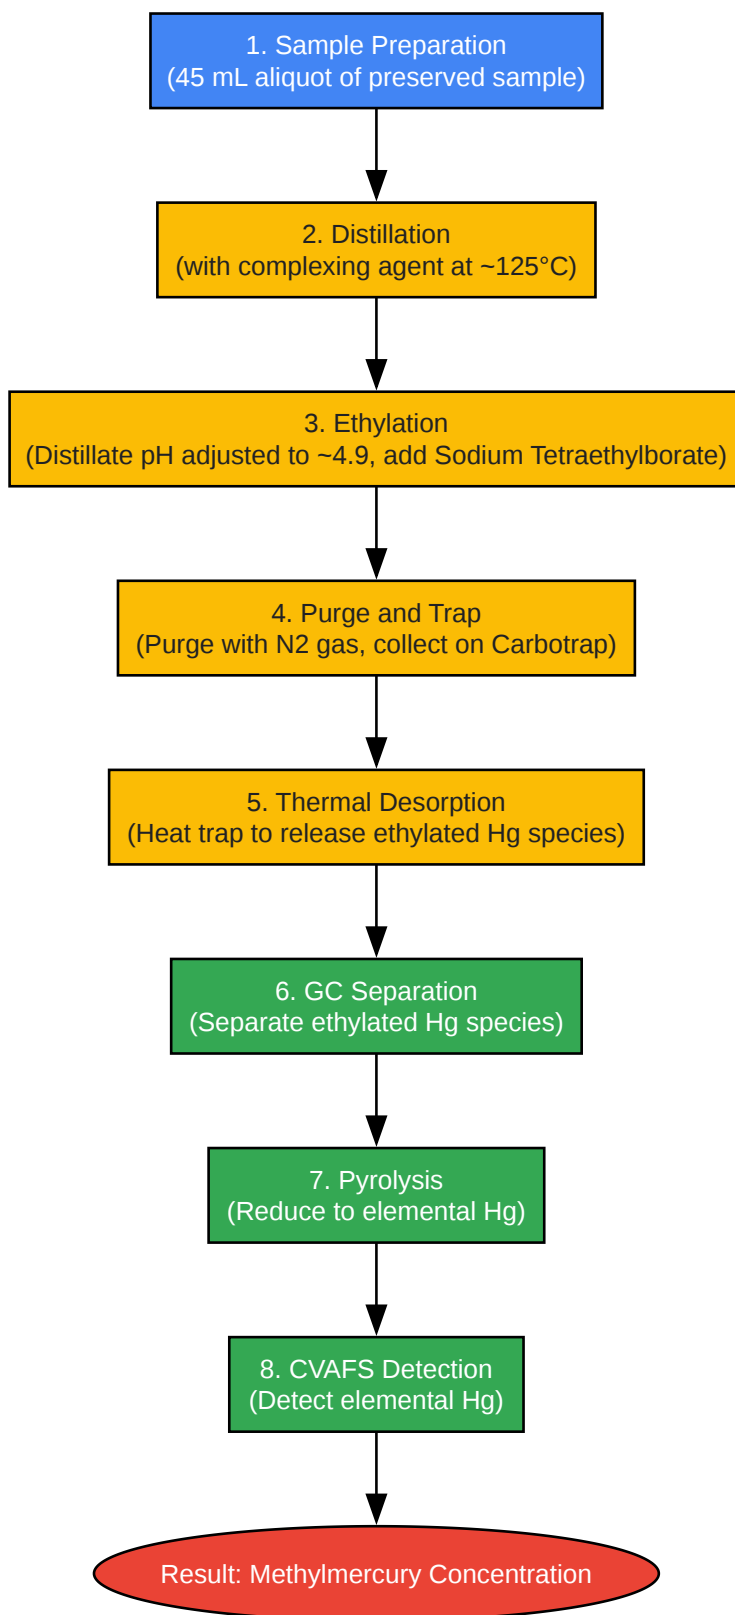 1. Sample Preparation
(45 mL aliquot of preserved sample)
2. Distillation
(with complexing agent at ~125°C)
3. Ethylation
(Distillate pH adjusted to ~4.9, add Sodium Tetraethylborate)
4. Purge and Trap
(Purge with N2 gas, collect on Carbotrap)
5. Thermal Desorption
(Heat trap to release ethylated Hg species)
6. GC Separation
(Separate ethylated Hg species)
7. Pyrolysis
(Reduce to elemental Hg)
8. CVAFS Detection
(Detect elemental Hg)
Result: Methylmercury Concentration